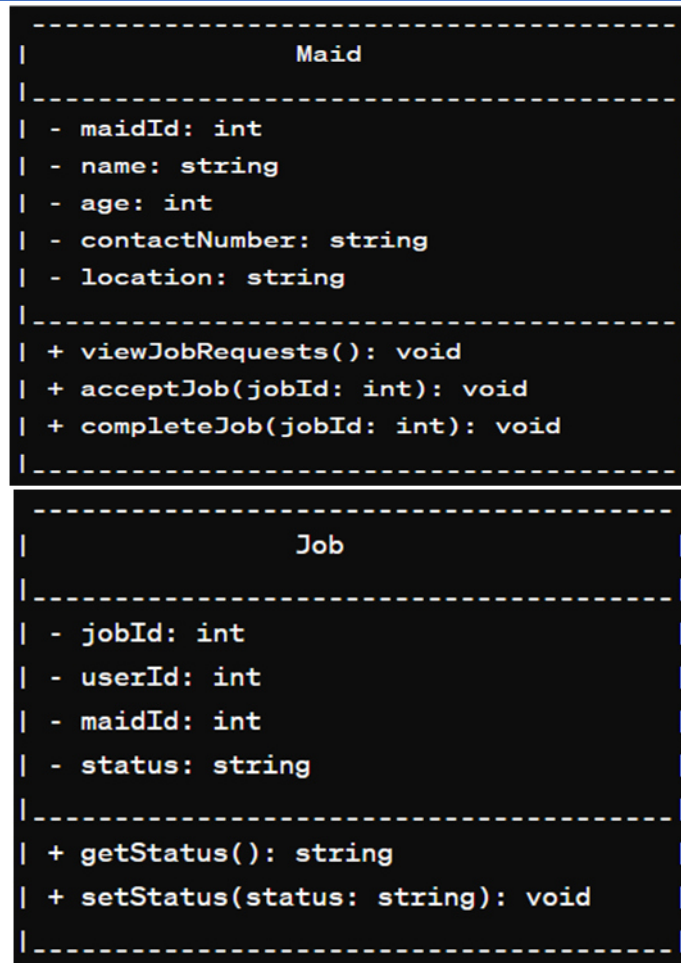 Maid
- maidId: int
- name: string
- age: int
- contactNumber: string
- location: string
+ viewJobRequests(): void
+ acceptJob(jobId: int): void
+ completeJob(jobId: int): void
Job
- jobId: int
- userId: int
- maidId: int
- status: string
+ getStatus(): string
+ setStatus(status: string): void